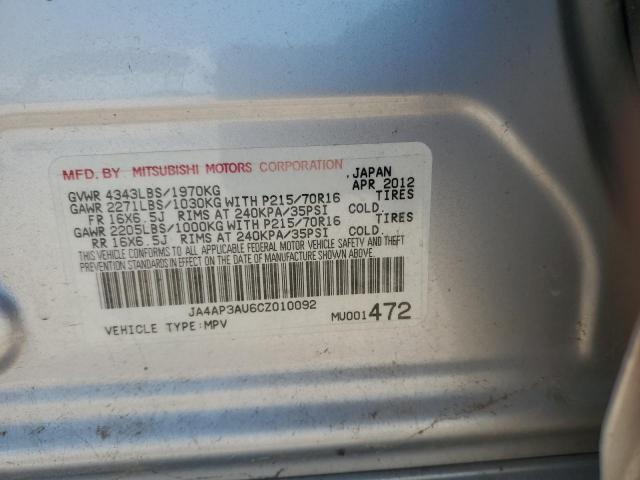 MFD. BY MITSUBISHI MOTORS CORPORATION JAPAN
GVWR 4343LBS/1970KG APR 2012
GAWR 2271LBS/1030KG WITH P215/70R16 TIRES
FR 16X6.5J RIMS AT 240KPA/35PSI COLD.
GAWR 2205LBS/1000KG WITH P215/70R16 TIRES
RR 16X6.5J RIMS AT 240KPA/35PSI COLD.
THIS VEHICLE CONFORMS TO ALL APPLICABLE FEDERAL MOTOR VEHICLE SAFETY AND THEFT
PREVENTION STANDARDS IN EFFECT ON THE DATE OF MANUFACTURE SHOWN ABOVE.
JA4AP3AU6CZ010092
VEHICLE TYPE:MPV MU001472